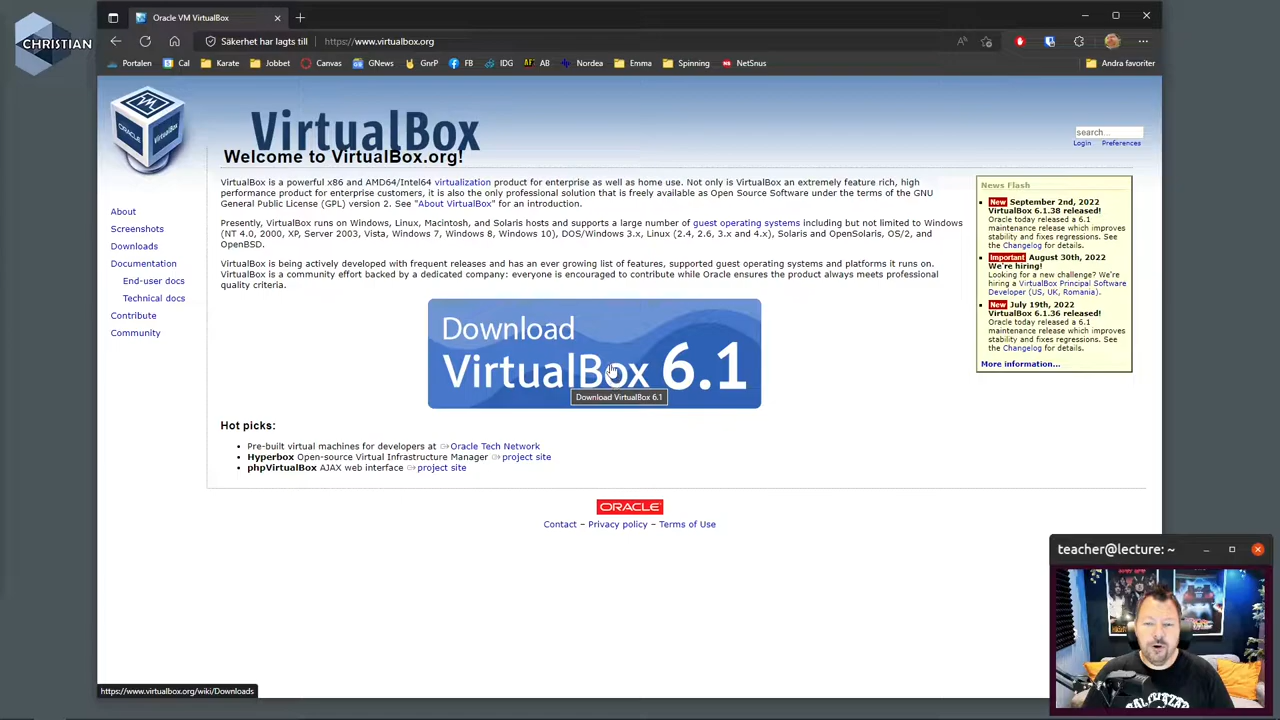 CHRISTIAN
Oracle VM VirtualBox
Säkerhet har lagts till
https://www.virtualbox.org
Portalen
Cal
Karate
Jobbet
Canvas
GNews
GnrP
FB
IDG
AB
Nordea
Emma
Spinning
NetSnus
Andra favoriter
ORACLE
VM
VirtualBox
VirtualBox
search...
Login Preferences
About
Screenshots
Downloads
Documentation
End-user docs
Technical docs
Contribute
Community
Welcome to VirtualBox.org!
VirtualBox is a powerful x86 and AMD64/Intel64 virtualization product for enterprise as well as home use. Not only is VirtualBox an extremely feature rich, high
performance product for enterprise customers, it is also the only professional solution that is freely available as Open Source Software under the terms of the GNU
General Public License (GPL) version 2. See "About VirtualBox" for an introduction.
Presently, VirtualBox runs on Windows, Linux, Macintosh, and Solaris hosts and supports a large number of guest operating systems including but not limited to Windows
(NT 4.0, 2000, XP, Server 2003, Vista, Windows 7, Windows 8, Windows 10), DOS/Windows 3.x, Linux (2.4, 2.6, 3.x and 4.x), Solaris and OpenSolaris, OS/2, and
OpenBSD.
VirtualBox is being actively developed with frequent releases and has an ever growing list of features, supported guest operating systems and platforms it runs on.
VirtualBox is a community effort backed by a dedicated company: everyone is encouraged to contribute while Oracle ensures the product always meets professional
quality criteria.
Download
VirtualBox 6.1
Download VirtualBox 6.1
Hot picks:
Pre-built virtual machines for developers at Oracle Tech Network
Hyperbox Open-source Virtual Infrastructure Manager project site
phpVirtualBox AJAX web interface project site
News Flash
New September 2nd, 2022
VirtualBox 6.1.38 released!
Oracle today released a 6.1
maintenance release which improves
stability and fixes regressions. See
the Changelog for details.
Important August 30th, 2022
We're hiring!
Looking for a new challenge? We're
hiring a VirtualBox Principal Software
Developer (US, UK, Romania).
New July 19th, 2022
VirtualBox 6.1.36 released!
Oracle today released a 6.1
maintenance release which improves
stability and fixes regressions. See
the Changelog for details.
More information...
ORACLE
Contact – Privacy policy – Terms of Use
https://www.virtualbox.org/wiki/Downloads
teacher@lecture: ~